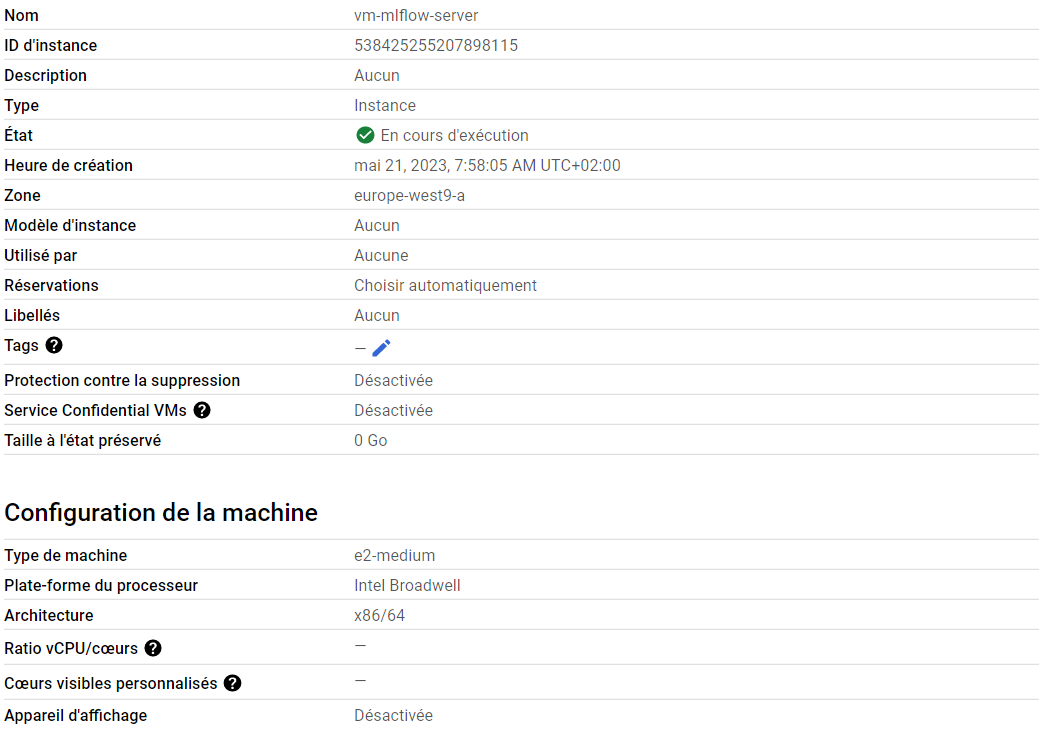 Nom vm-mlflow-server
ID d'instance 538425255207898115
Description Aucun
Type Instance
État En cours d'exécution
Heure de création mai 21, 2023, 7:58:05 AM UTC+02:00
Zone europe-west9-a
Modèle d'instance Aucun
Utilisé par Aucune
Réservations Choisir automatiquement
Libellés Aucun
Tags —
Protection contre la suppression Désactivée
Service Confidential VMs Désactivée
Taille à l'état préservé 0 Go
Configuration de la machine
Type de machine e2-medium
Plate-forme du processeur Intel Broadwell
Architecture x86/64
Ratio vCPU/cœurs —
Cœurs visibles personnalisés —
Appareil d'affichage Désactivée